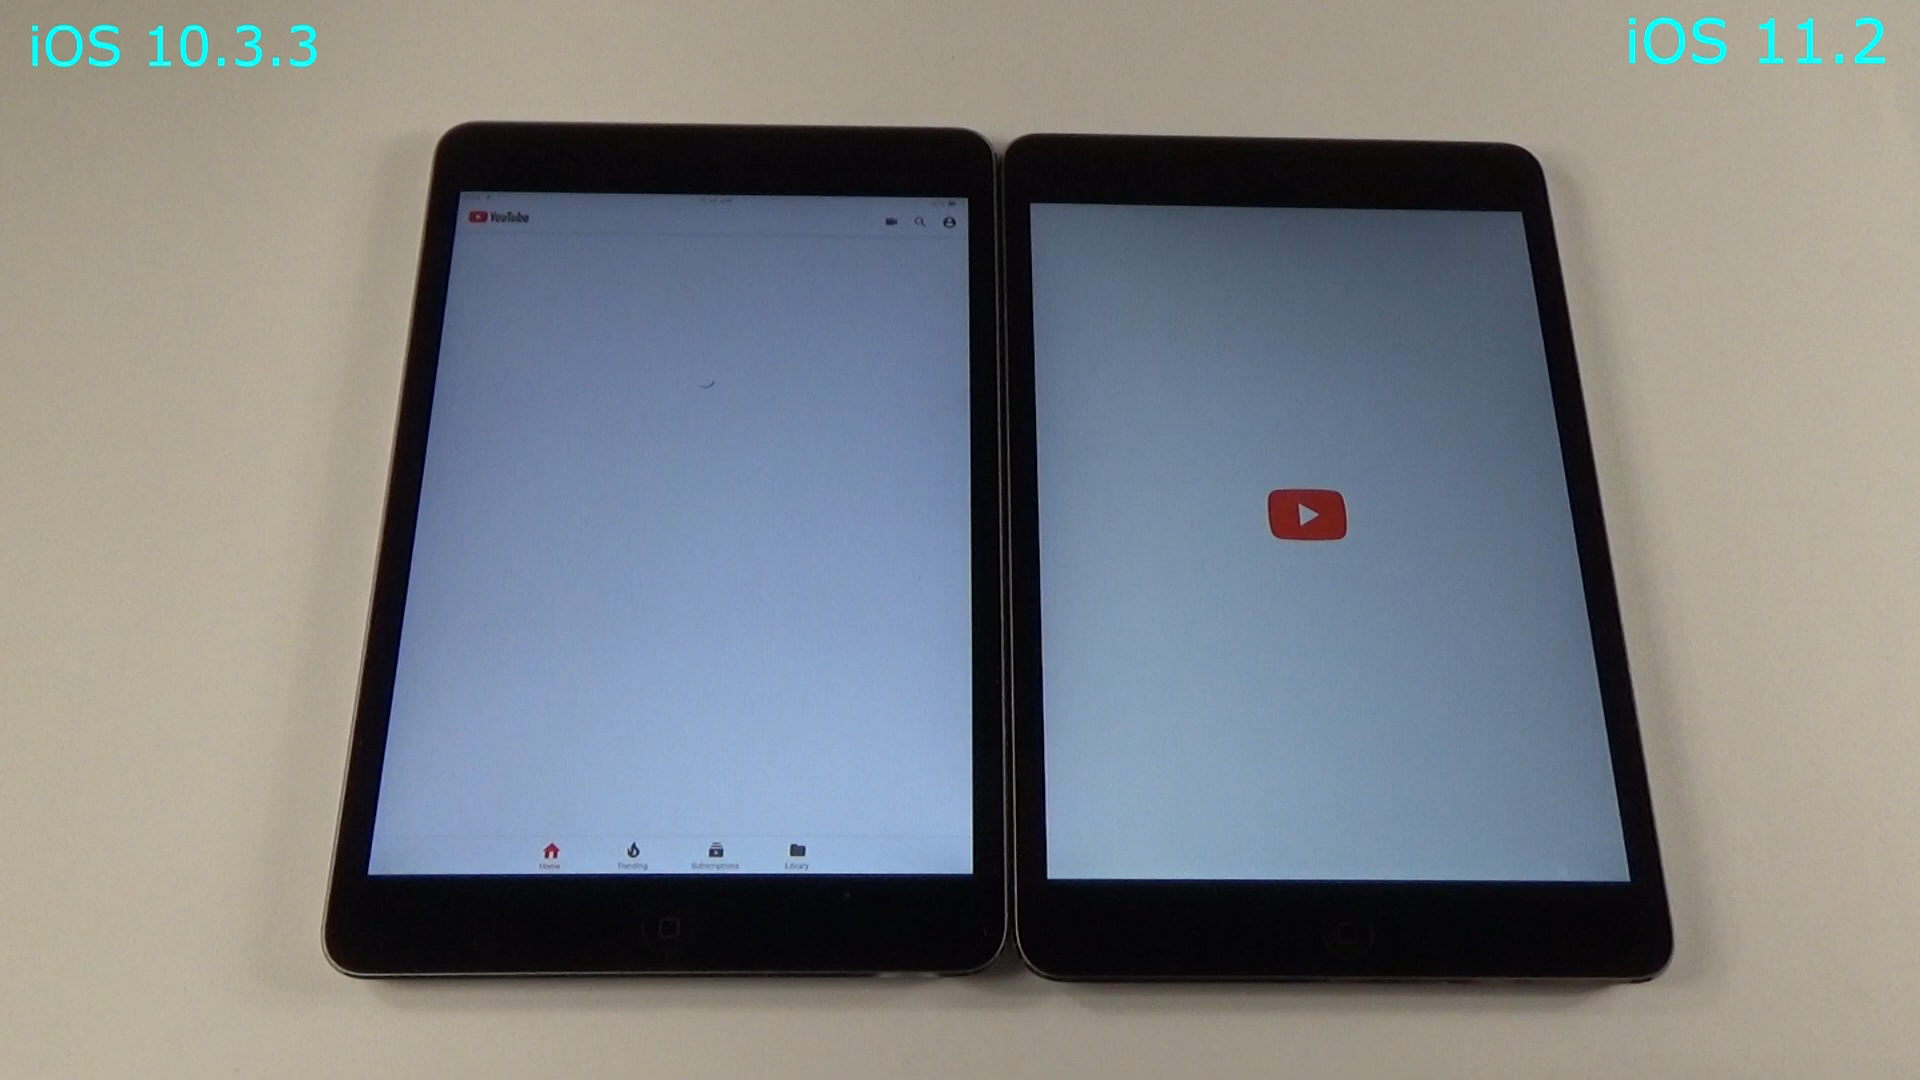 iOS 10.3.3
iOS 11.2
YouTube
Home
Trending
Subscriptions
Library